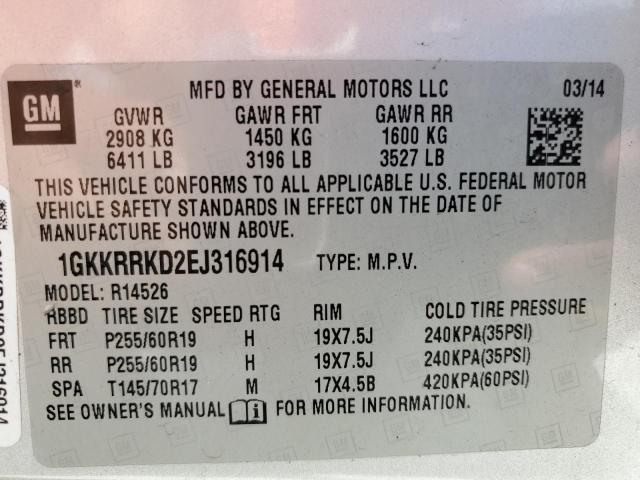 GM
MFD BY GENERAL MOTORS LLC 03/14
GVWR GAWR FRT GAWR RR
2908 KG 1450 KG 1600 KG
6411 LB 3196 LB 3527 LB
THIS VEHICLE CONFORMS TO ALL APPLICABLE U.S. FEDERAL MOTOR
VEHICLE SAFETY STANDARDS IN EFFECT ON THE DATE OF
MANUFACTURE SHOWN ABOVE.
1GKKRRKD2EJ316914 TYPE: M.P.V.
MODEL: R14526
RBBD TIRE SIZE SPEED RTG RIM COLD TIRE PRESSURE
FRT P255/60R19 H 19X7.5J 240KPA(35PSI)
RR P255/60R19 H 19X7.5J 240KPA(35PSI)
SPA T145/70R17 M 17X4.5B 420KPA(60PSI)
SEE OWNER'S MANUAL FOR MORE INFORMATION.